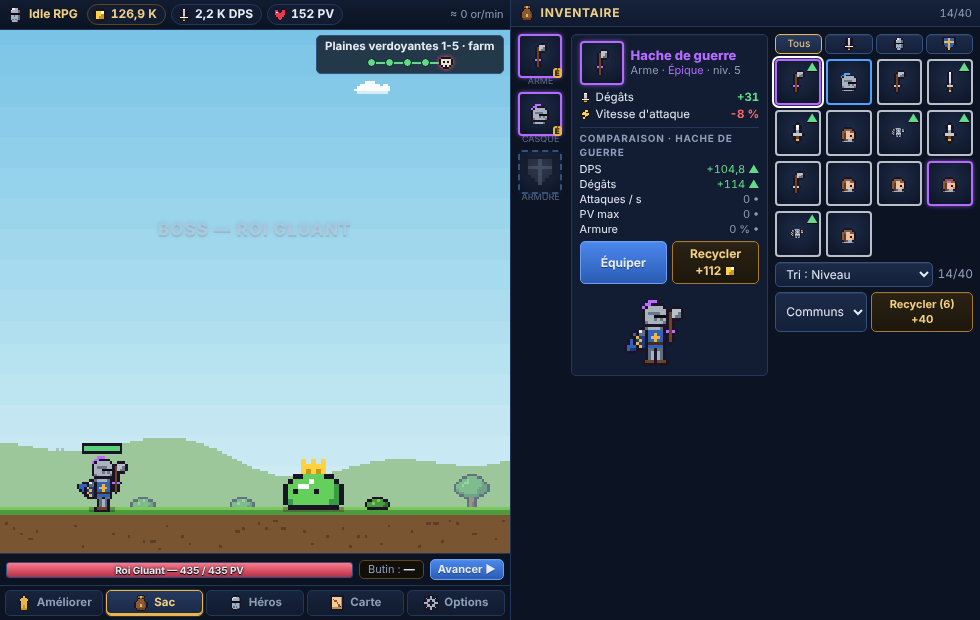 Idle RPG
126,9 K
2,2 K DPS
152 PV
≈ 0 or/min
Plaines verdoyantes 1-5 · farm
BOSS — ROI GLUANT
Roi Gluant — 435 / 435 PV
Butin : —
Avancer ▶
Améliorer
Sac
Héros
Carte
Options
INVENTAIRE
14/40
É
ARME
É
CASQUE
ARMURE
Hache de guerre
Arme · Épique · niv. 5
Dégâts +31
Vitesse d'attaque -8 %
COMPARAISON · HACHE DE
GUERRE
DPS +104,8 ▲
Dégâts +114 ▲
Attaques / s 0 •
PV max 0 •
Armure 0 % •
Équiper
Recycler
+112
Tous
Tri : Niveau
14/40
Communs
Recycler (6)
+40